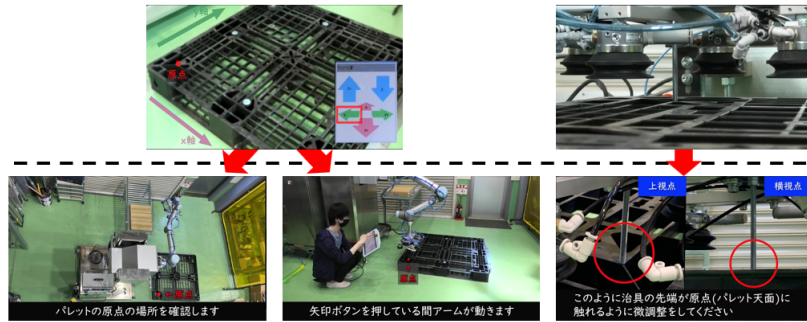 y軸
原点
x軸
上視点
横視点
原点
パレットの原点の場所を確認します
原点
矢印ボタンを押している間アームが動きます
このように治具の先端が原点(パレット天面)に
触れるように微調整をしてください